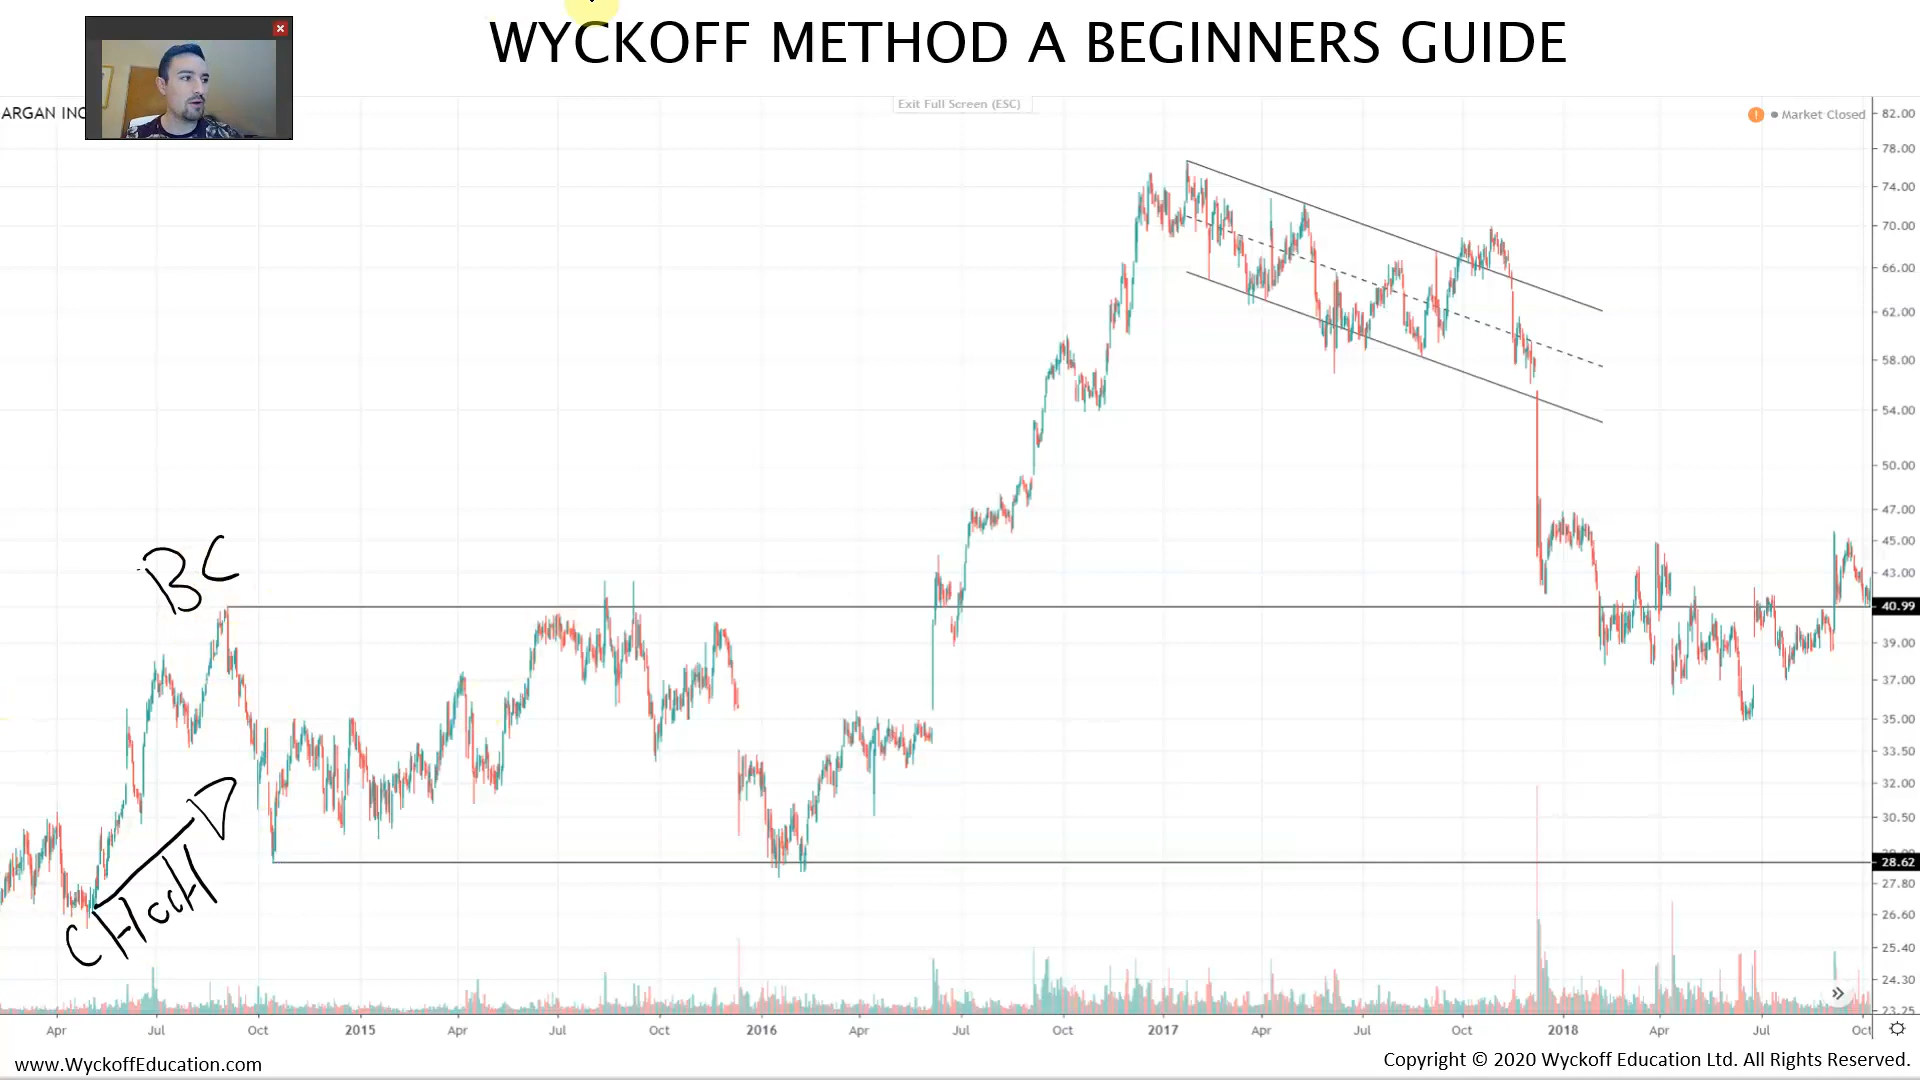 WYCKOFF METHOD A BEGINNERS GUIDE
ARGAN INC
Exit Full Screen (ESC)
Market Closed
82.00
78.00
74.00
70.00
66.00
62.00
58.00
54.00
50.00
47.00
45.00
43.00
40.99
39.00
37.00
35.00
33.50
32.00
30.50
28.62
27.80
26.60
25.40
24.30
23.25
BC
CHOCH
Apr Jul Oct 2015 Apr Jul Oct 2016 Apr Jul Oct 2017 Apr Jul Oct 2018 Apr Jul Oct
www.WyckoffEducation.com
Copyright © 2020 Wyckoff Education Ltd. All Rights Reserved.